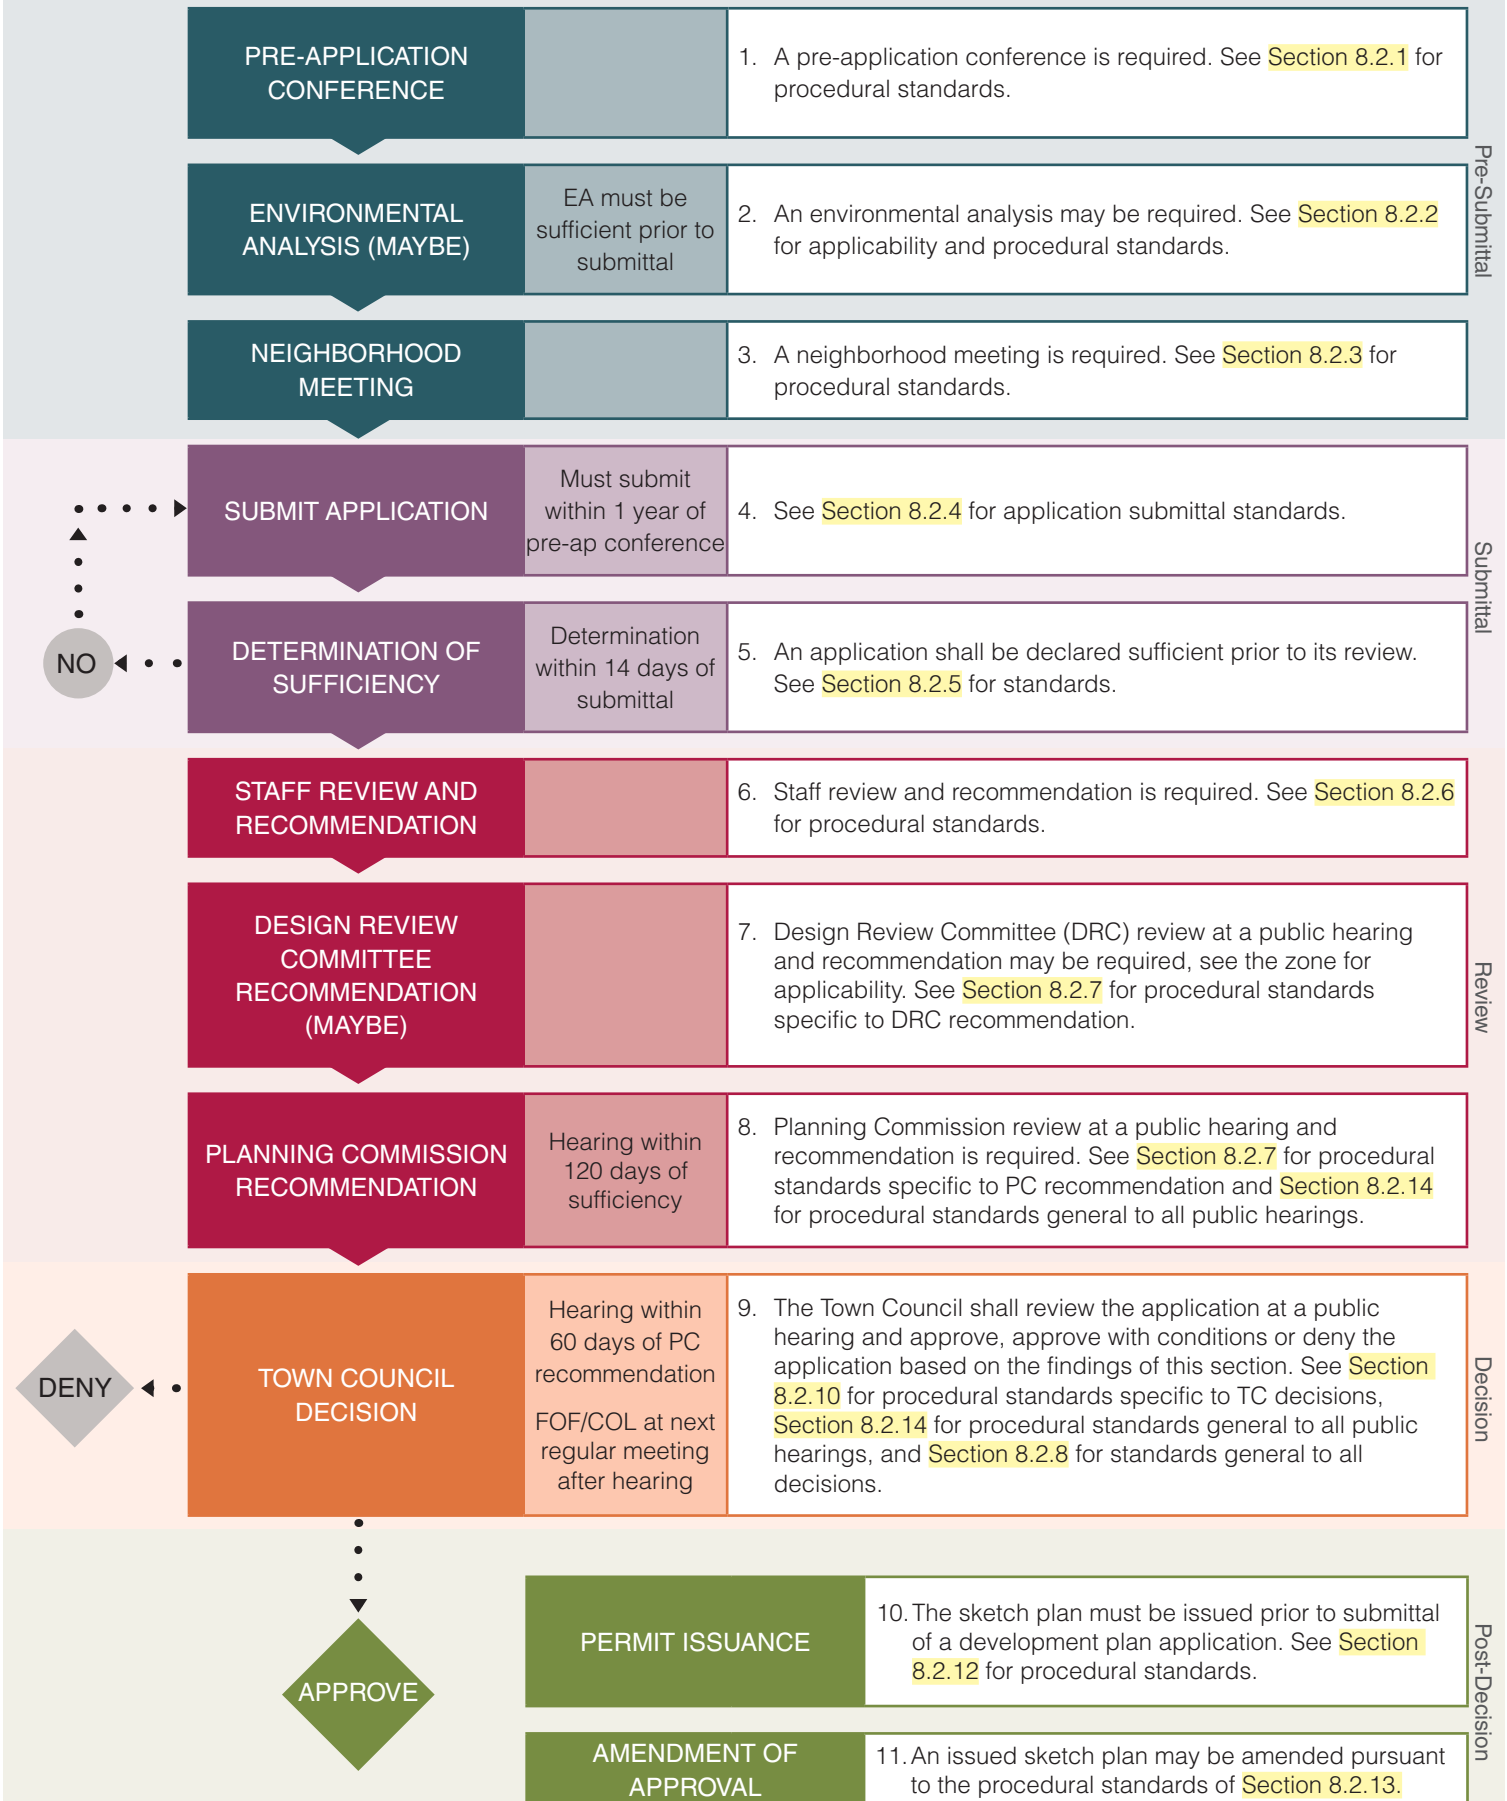 PRE-APPLICATION
CONFERENCE
1. A pre-application conference is required. See Section 8.2.1 for
procedural standards.
ENVIRONMENTAL
ANALYSIS (MAYBE)
EA must be
sufficient prior to
submittal
2. An environmental analysis may be required. See Section 8.2.2
for applicability and procedural standards.
NEIGHBORHOOD
MEETING
3. A neighborhood meeting is required. See Section 8.2.3 for
procedural standards.
Pre-Submittal
SUBMIT APPLICATION
Must submit
within 1 year of
pre-ap conference
4. See Section 8.2.4 for application submittal standards.
NO
DETERMINATION OF
SUFFICIENCY
Determination
within 14 days of
submittal
5. An application shall be declared sufficient prior to its review.
See Section 8.2.5 for standards.
Submittal
STAFF REVIEW AND
RECOMMENDATION
6. Staff review and recommendation is required. See Section 8.2.6
for procedural standards.
DESIGN REVIEW
COMMITTEE
RECOMMENDATION
(MAYBE)
7. Design Review Committee (DRC) review at a public hearing
and recommendation may be required, see the zone for
applicability. See Section 8.2.7 for procedural standards
specific to DRC recommendation.
PLANNING COMMISSION
RECOMMENDATION
Hearing within
120 days of
sufficiency
8. Planning Commission review at a public hearing and
recommendation is required. See Section 8.2.7 for procedural
standards specific to PC recommendation and Section 8.2.14
for procedural standards general to all public hearings.
Review
DENY
TOWN COUNCIL
DECISION
Hearing within
60 days of PC
recommendation
FOF/COL at next
regular meeting
after hearing
9. The Town Council shall review the application at a public
hearing and approve, approve with conditions or deny the
application based on the findings of this section. See Section
8.2.10 for procedural standards specific to TC decisions,
Section 8.2.14 for procedural standards general to all public
hearings, and Section 8.2.8 for standards general to all
decisions.
Decision
APPROVE
PERMIT ISSUANCE
10. The sketch plan must be issued prior to submittal
of a development plan application. See Section
8.2.12 for procedural standards.
AMENDMENT OF
APPROVAL
11. An issued sketch plan may be amended pursuant
to the procedural standards of Section 8.2.13.
Post-Decision